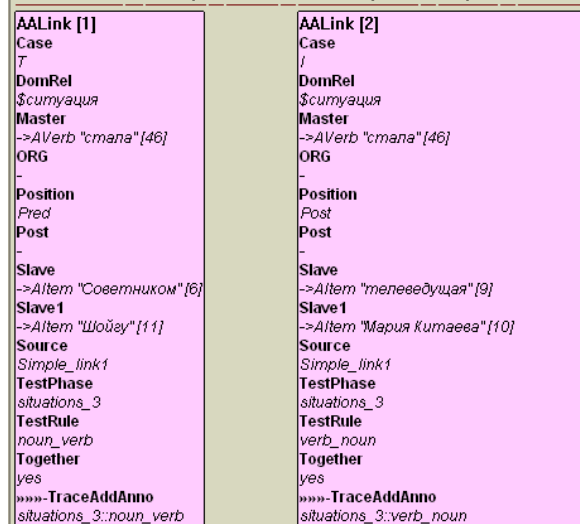 AALink [1]
Case
T
DomRel
$ситуация
Master
->AVerb "стала" [46]
ORG
-
Position
Pred
Post
-
Slave
->AItem "Советником" [6]
Slave1
->AItem "Шойгу" [11]
Source
Simple_link1
TestPhase
situations_3
TestRule
noun_verb
Together
yes
»»»-TraceAddAnno
situations_3::noun_verb
AALink [2]
Case
I
DomRel
$ситуация
Master
->AVerb "стала" [46]
ORG
-
Position
Post
Post
-
Slave
->AItem "телеведущая" [9]
Slave1
->AItem "Мария Китаева" [10]
Source
Simple_link1
TestPhase
situations_3
TestRule
verb_noun
Together
yes
»»»-TraceAddAnno
situations_3::verb_noun